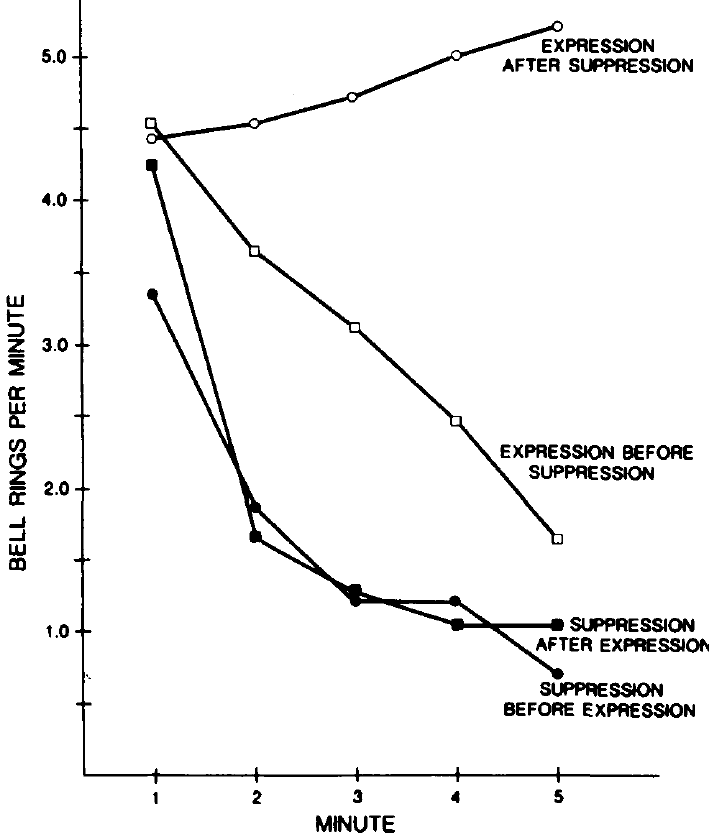 EXPRESSION
AFTER SUPPRESSION
5.0
4.0
3.0
2.0
1.0
BELL RINGS PER MINUTE
EXPRESSION BEFORE
SUPPRESSION
SUPPRESSION
AFTER EXPRESSION
SUPPRESSION
BEFORE EXPRESSION
1 2 3 4 5
MINUTE